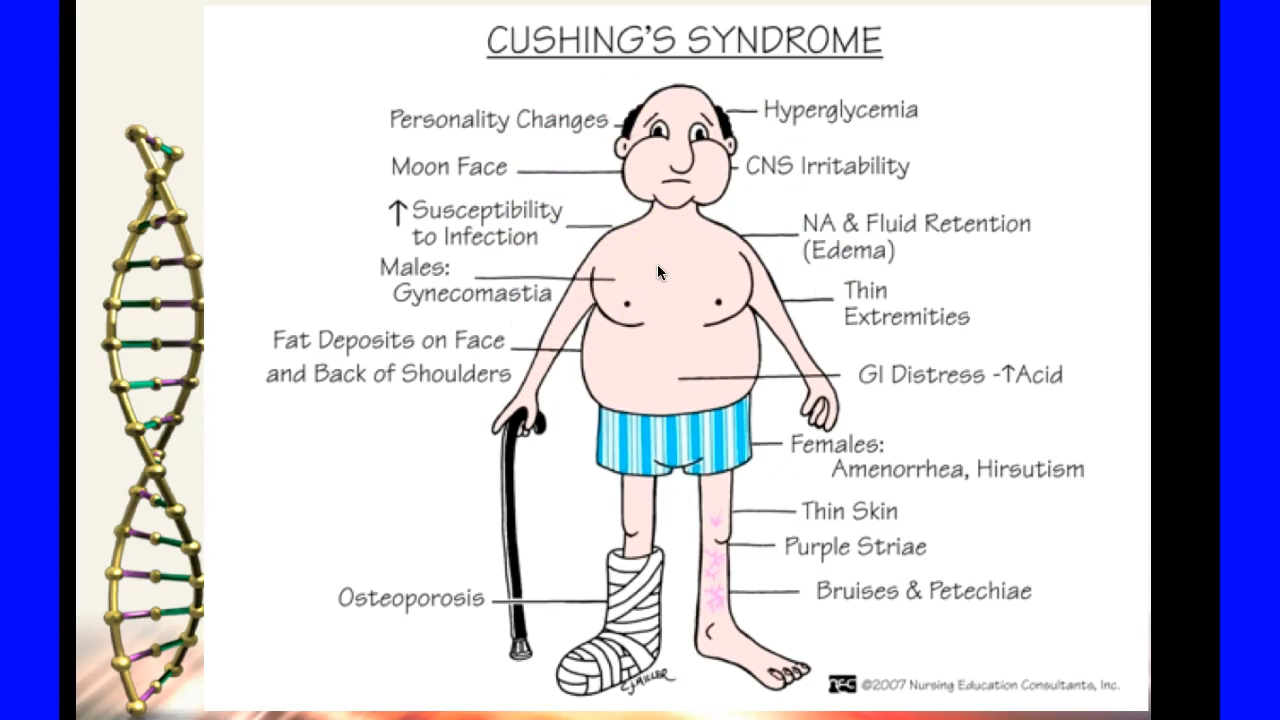 CUSHING'S SYNDROME
Personality Changes
Hyperglycemia
Moon Face
CNS Irritability
↑ Susceptibility
to Infection
NA & Fluid Retention
(Edema)
Males:
Gynecomastia
Thin
Extremities
Fat Deposits on Face
and Back of Shoulders
GI Distress -↑Acid
Females:
Amenorrhea, Hirsutism
Thin Skin
Purple Striae
Bruises & Petechiae
Osteoporosis
CJMILLER
NEC ©2007 Nursing Education Consultants, Inc.